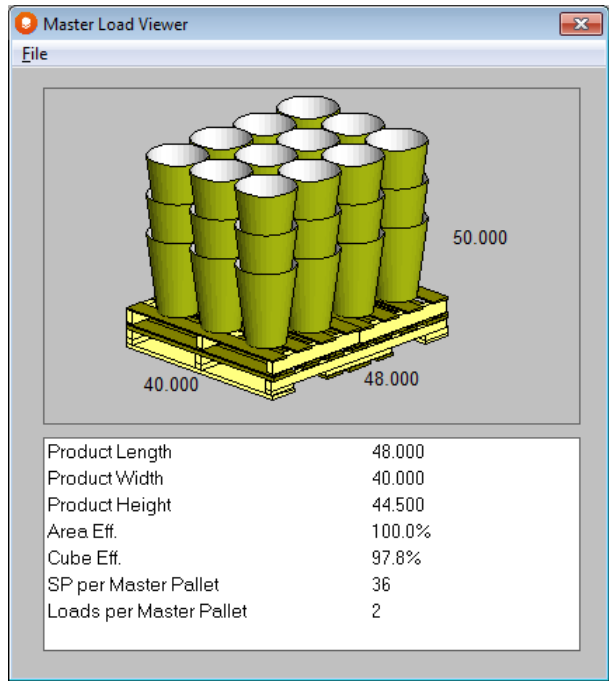 Master Load Viewer
File
50.000
40.000 48.000
Product Length 48.000
Product Width 40.000
Product Height 44.500
Area Eff. 100.0%
Cube Eff. 97.8%
SP per Master Pallet 36
Loads per Master Pallet 2